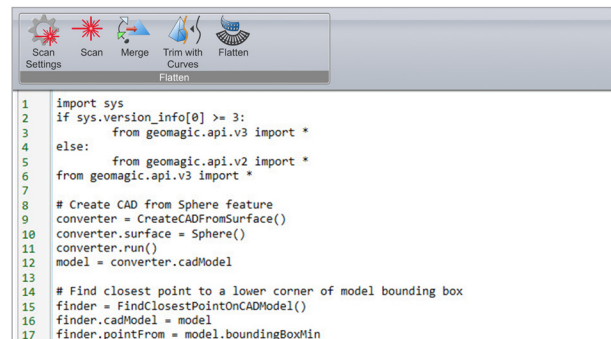 Scan Settings Scan Merge Trim with Curves Flatten
Flatten
1 import sys
2 if sys.version_info[0] >= 3:
3 from geomagic.api.v3 import *
4 else:
5 from geomagic.api.v2 import *
6 from geomagic.api.v3 import *
7
8 # Create CAD from Sphere feature
9 converter = CreateCADFromSurface()
10 converter.surface = Sphere()
11 converter.run()
12 model = converter.cadModel
13
14 # Find closest point to a lower corner of model bounding box
15 finder = FindClosestPointOnCADModel()
16 finder.cadModel = model
17 finder.pointFrom = model.boundingBoxMin